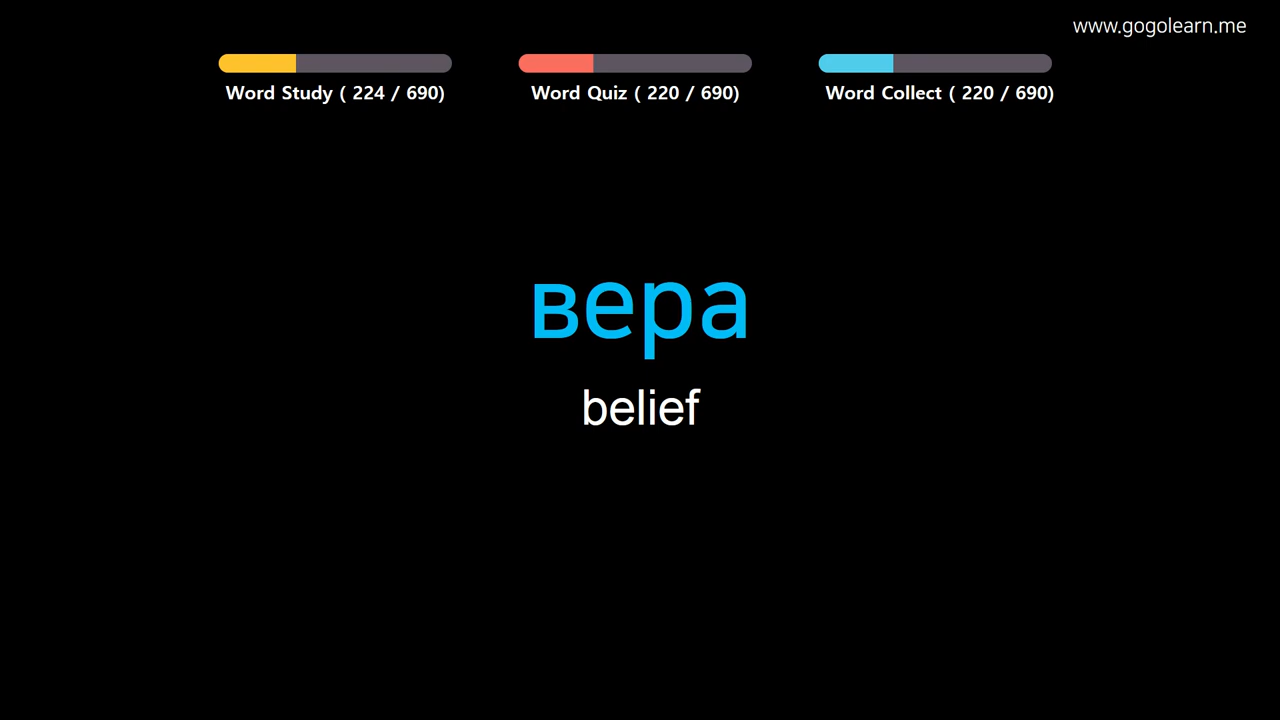 www.gogolearn.me
Word Study ( 224 / 690)
Word Quiz ( 220 / 690)
Word Collect ( 220 / 690)
вера
belief